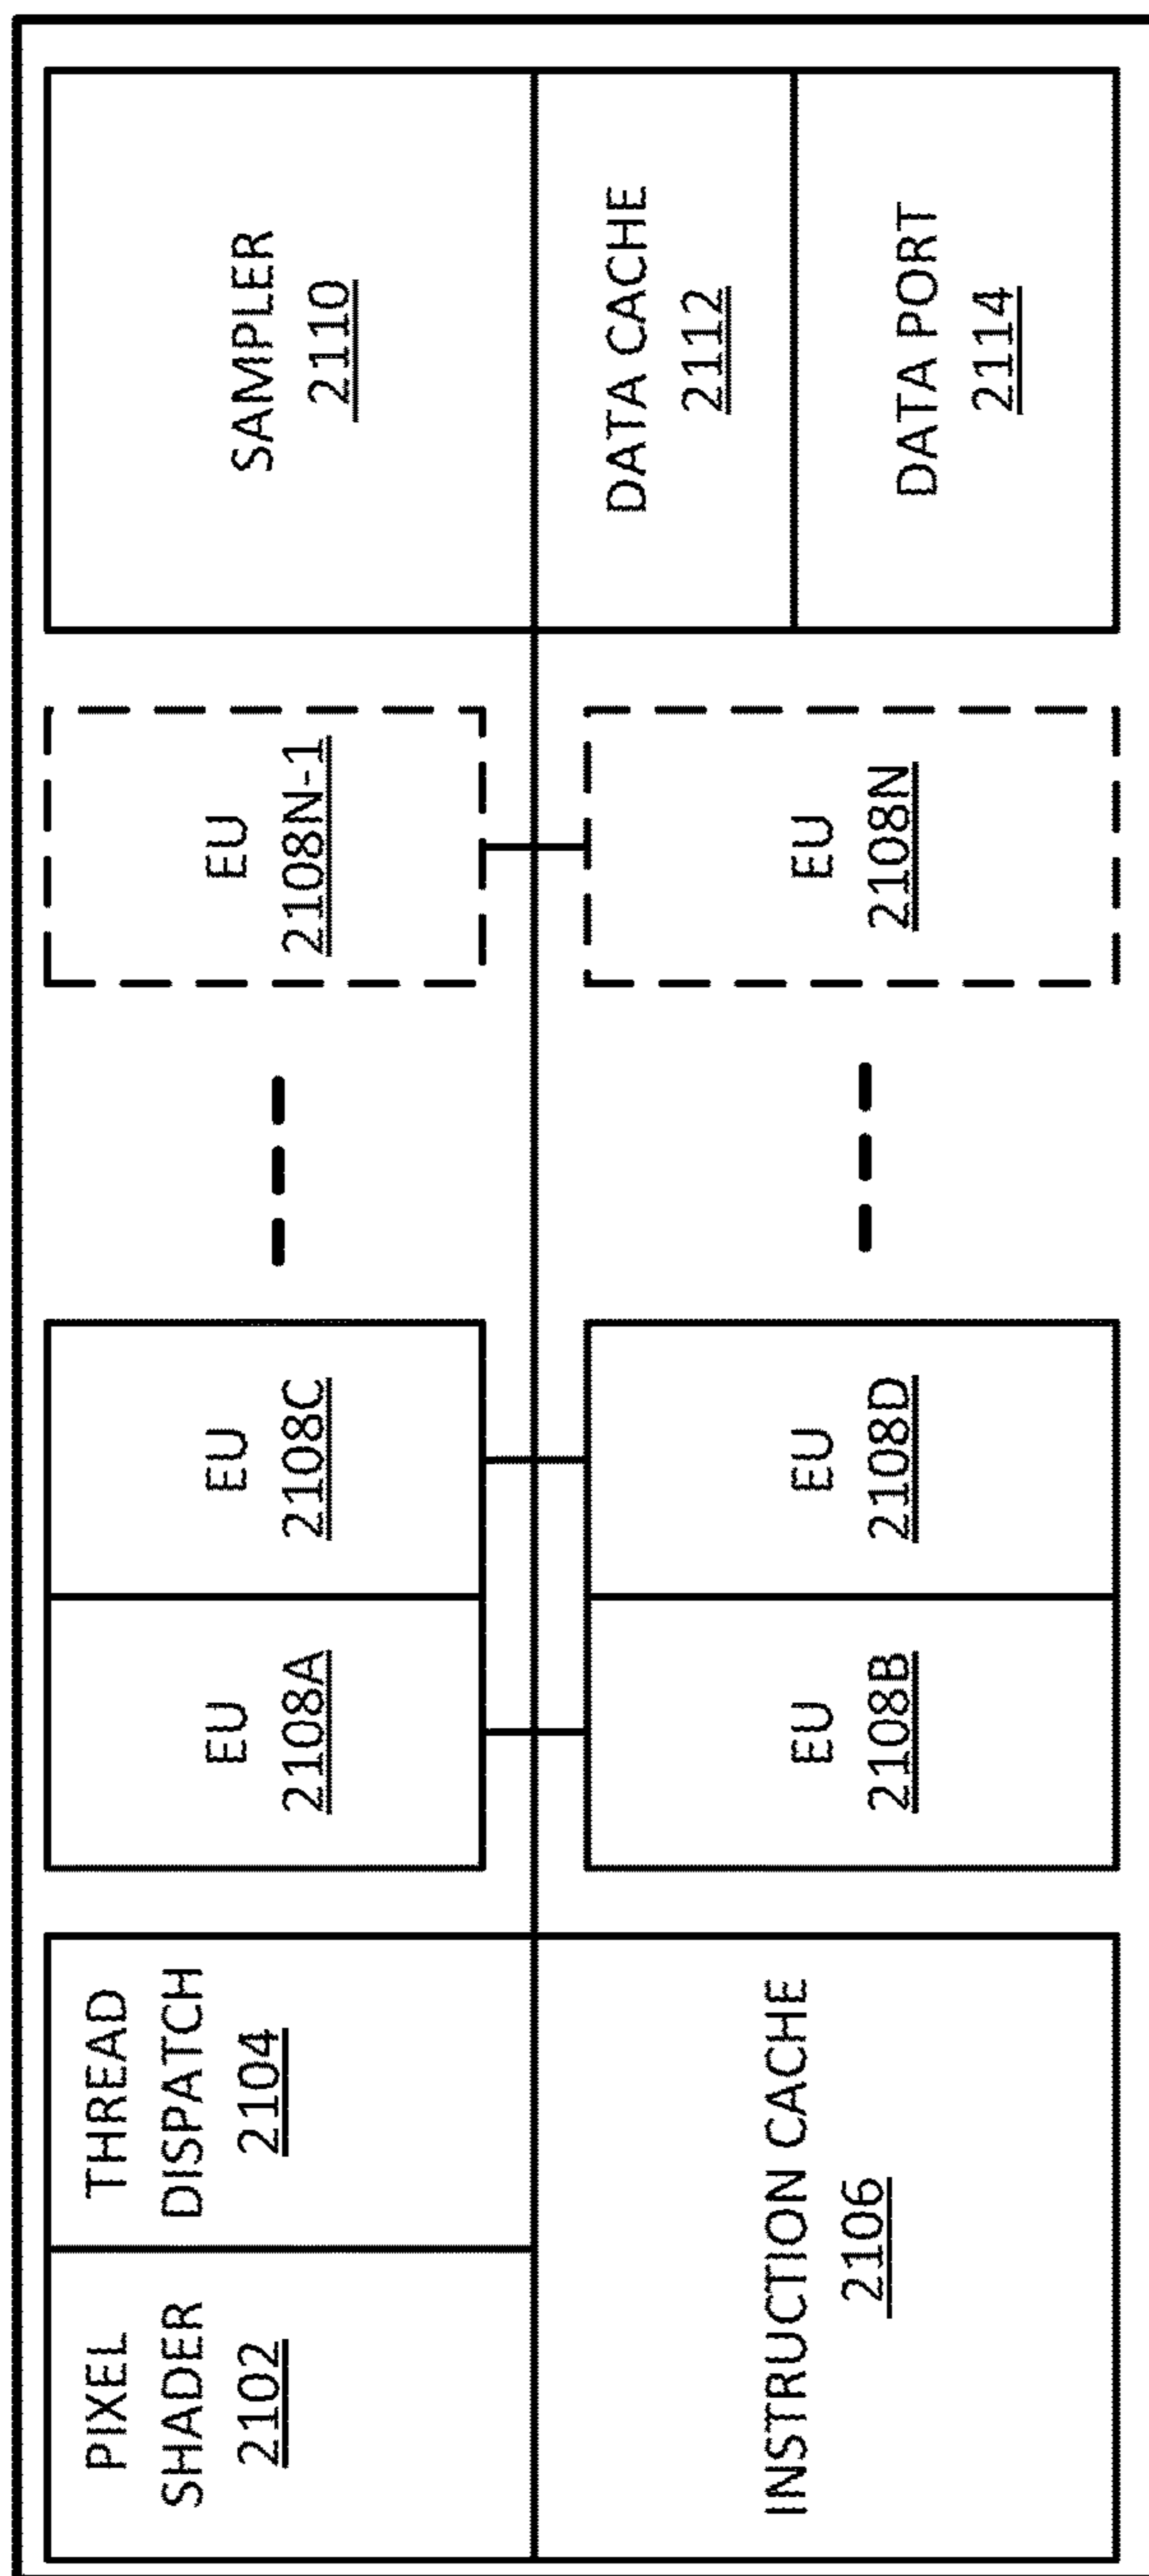 PIXEL
SHADER
2102
THREAD
DISPATCH
2104
INSTRUCTION CACHE
2106
EU
2108A
EU
2108C
EU
2108B
EU
2108D
EU
2108N-1
EU
2108N
SAMPLER
2110
DATA CACHE
2112
DATA PORT
2114